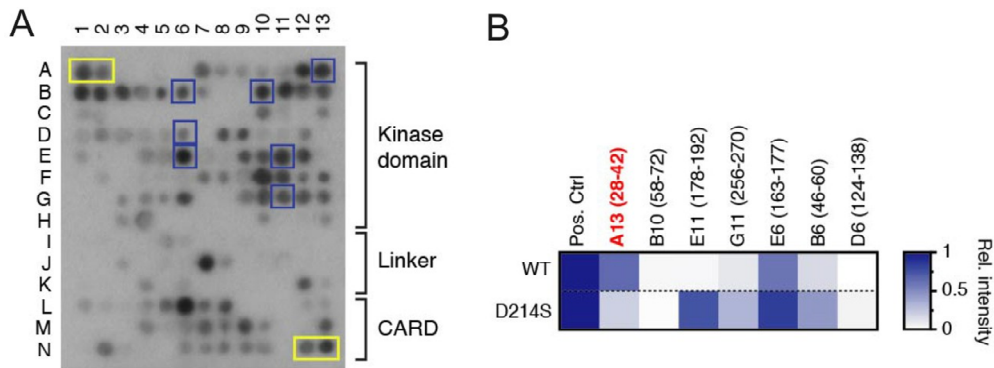 A
1 2 3 4 5 6 7 8 9 10 11 12 13
A
B
C
D
E
F
G
H
I
J
K
L
M
N
Kinase
domain
Linker
CARD
B
Pos. Ctrl
A13 (28-42)
B10 (58-72)
E11 (178-192)
G11 (256-270)
E6 (163-177)
B6 (46-60)
D6 (124-138)
WT
D214S
1
0.5
0
Rel. intensity